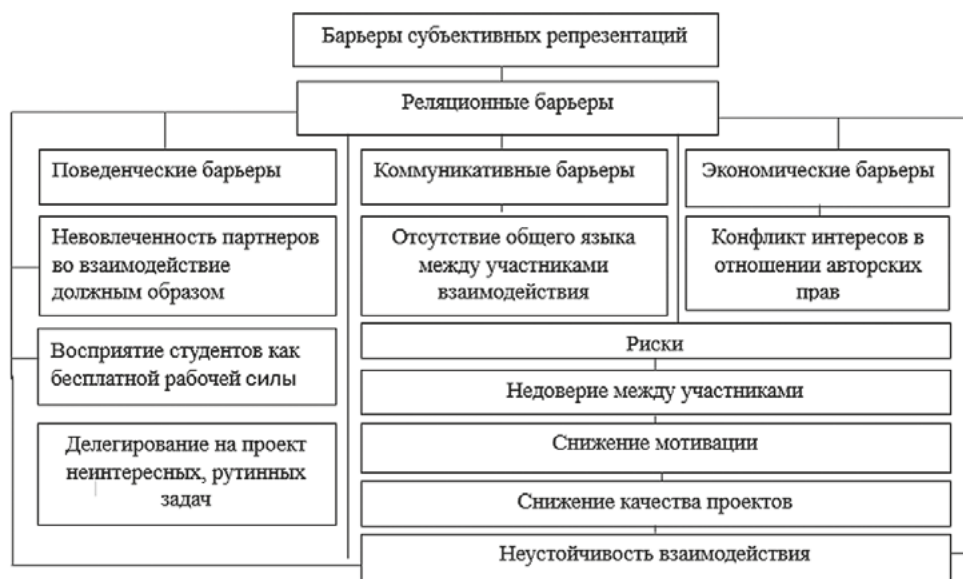 Барьеры субъективных репрезентаций
Реляционные барьеры
Поведенческие барьеры
Коммуникативные барьеры
Экономические барьеры
Невовлеченность партнеров
во взаимодействие
должным образом
Отсутствие общего языка
между участниками
взаимодействия
Конфликт интересов в
отношении авторских
прав
Восприятие студентов как
бесплатной рабочей силы
Делегирование на проект
неинтересных, рутинных
задач
Риски
Недоверие между участниками
Снижение мотивации
Снижение качества проектов
Неустойчивость взаимодействия